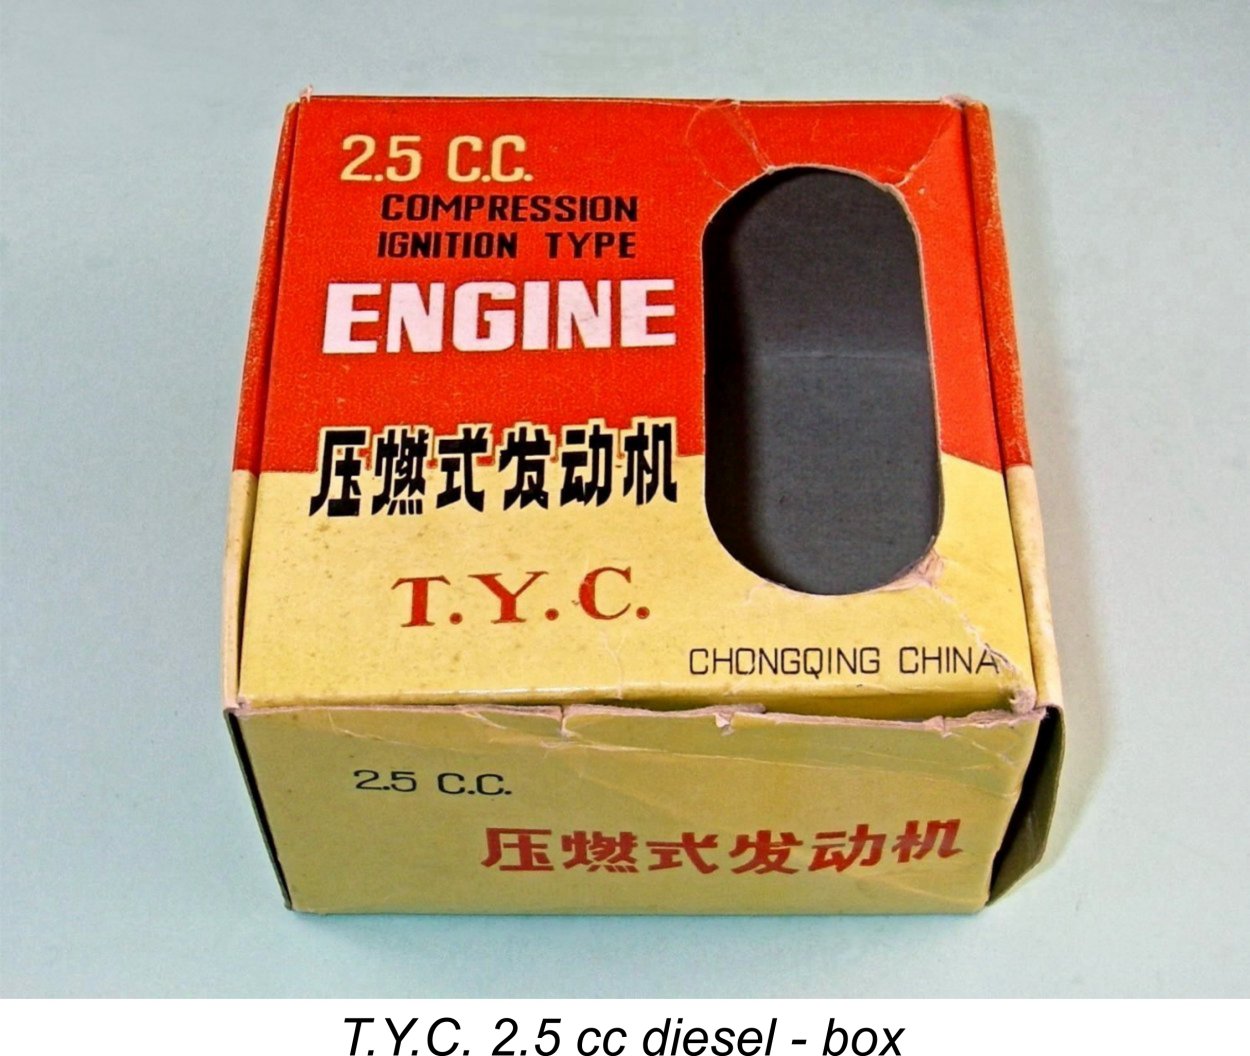 2.5 C.C.
COMPRESSION
IGNITION TYPE
ENGINE
压燃式发动机
T.Y.C.
CHONGQING CHINA
2.5 C.C.
压燃式发动机
T.Y.C. 2.5 cc diesel - box